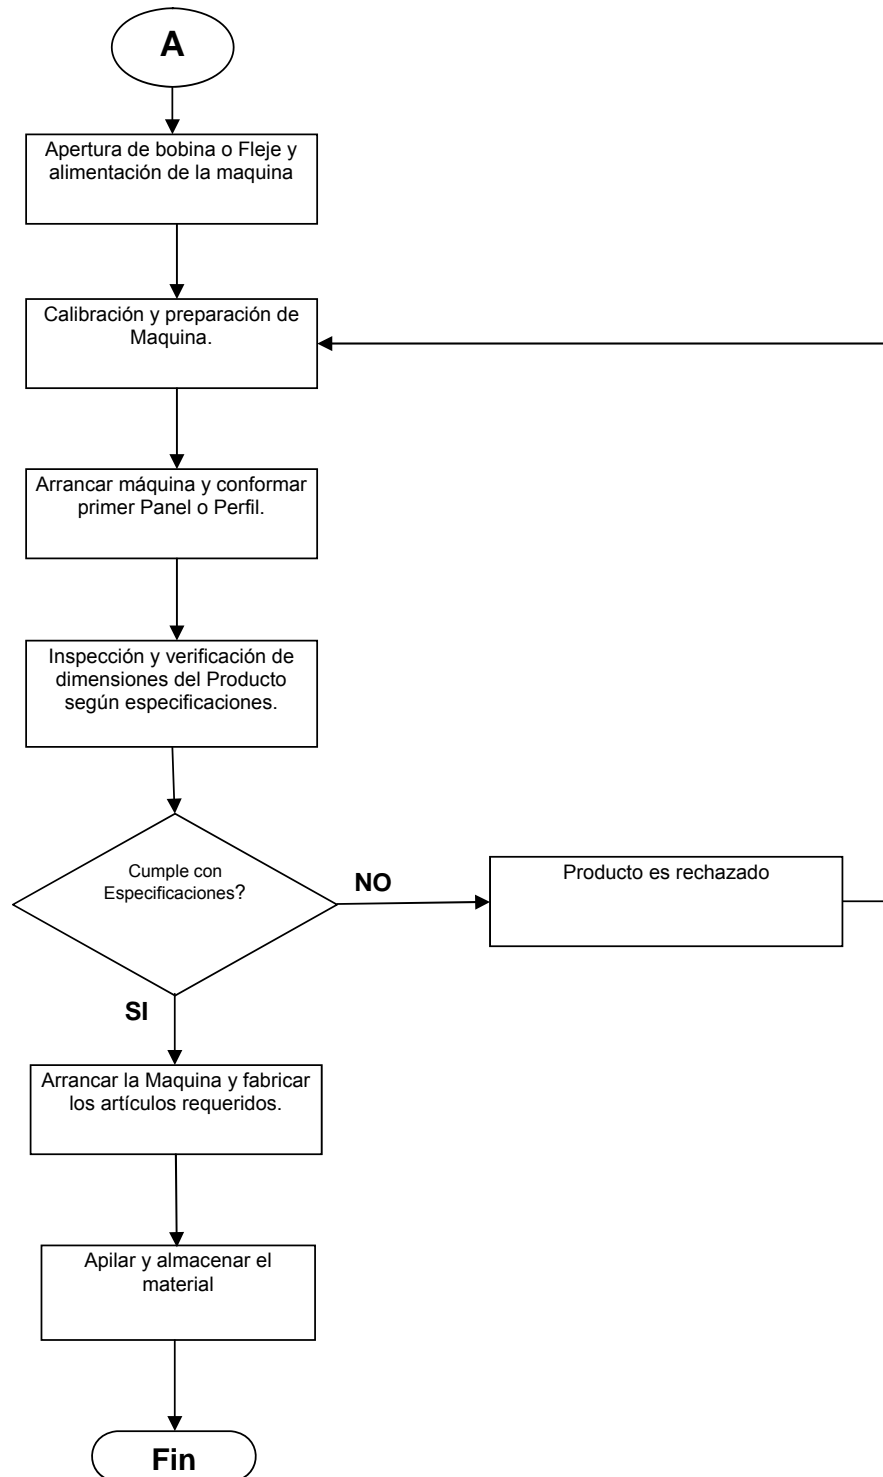 A
Apertura de bobina o Fleje y
alimentación de la maquina
Calibración y preparación de
Maquina.
Arrancar máquina y conformar
primer Panel o Perfil.
Inspección y verificación de
dimensiones del Producto
según especificaciones.
Cumple con
Especificaciones?
NO
Producto es rechazado
SI
Arrancar la Maquina y fabricar
los artículos requeridos.
Apilar y almacenar el
material
Fin